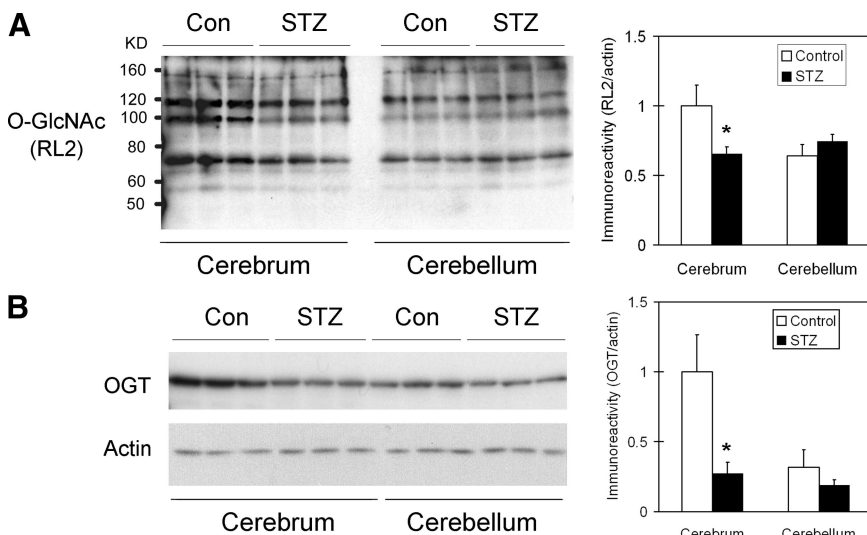 A
Con STZ Con STZ
KD
160
120
100
80
60
50
O-GlcNAc
(RL2)
Cerebrum Cerebellum
Immunoreactivity (RL2/actin)
1.5
1
0.5
0
Control
STZ
*
Cerebrum Cerebellum
B
Con STZ Con STZ
OGT
Actin
Cerebrum Cerebellum
Immunoreactivity (OGT/actin)
1.5
1
0.5
0
Control
STZ
*
Cerebrum Cerebellum